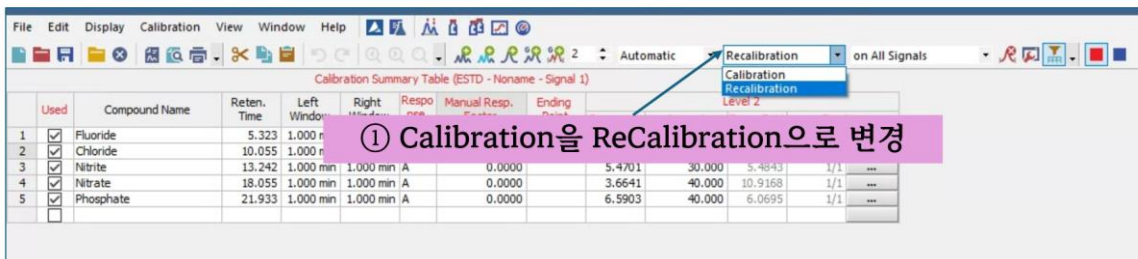 File Edit Display Calibration View Window Help
2 Automatic Recalibration on All Signals
Calibration
Recalibration
Calibration Summary Table (ESTD - Noname - Signal 1)
Used Compound Name Reten. Time Left Window Right Respo Manual Resp. Ending Level 2
① Calibration을 ReCalibration으로 변경
1 Fluoride 5.323 1.000
2 Chloride 10.055 1.000
3 Nitrite 13.242 1.000 min 1.000 min A 0.0000 5.4701 30.000 5.4843 1/1 ...
4 Nitrate 18.055 1.000 min 1.000 min A 0.0000 3.6641 40.000 10.9168 1/1 ...
5 Phosphate 21.933 1.000 min 1.000 min A 0.0000 6.5903 40.000 6.0695 1/1 ...